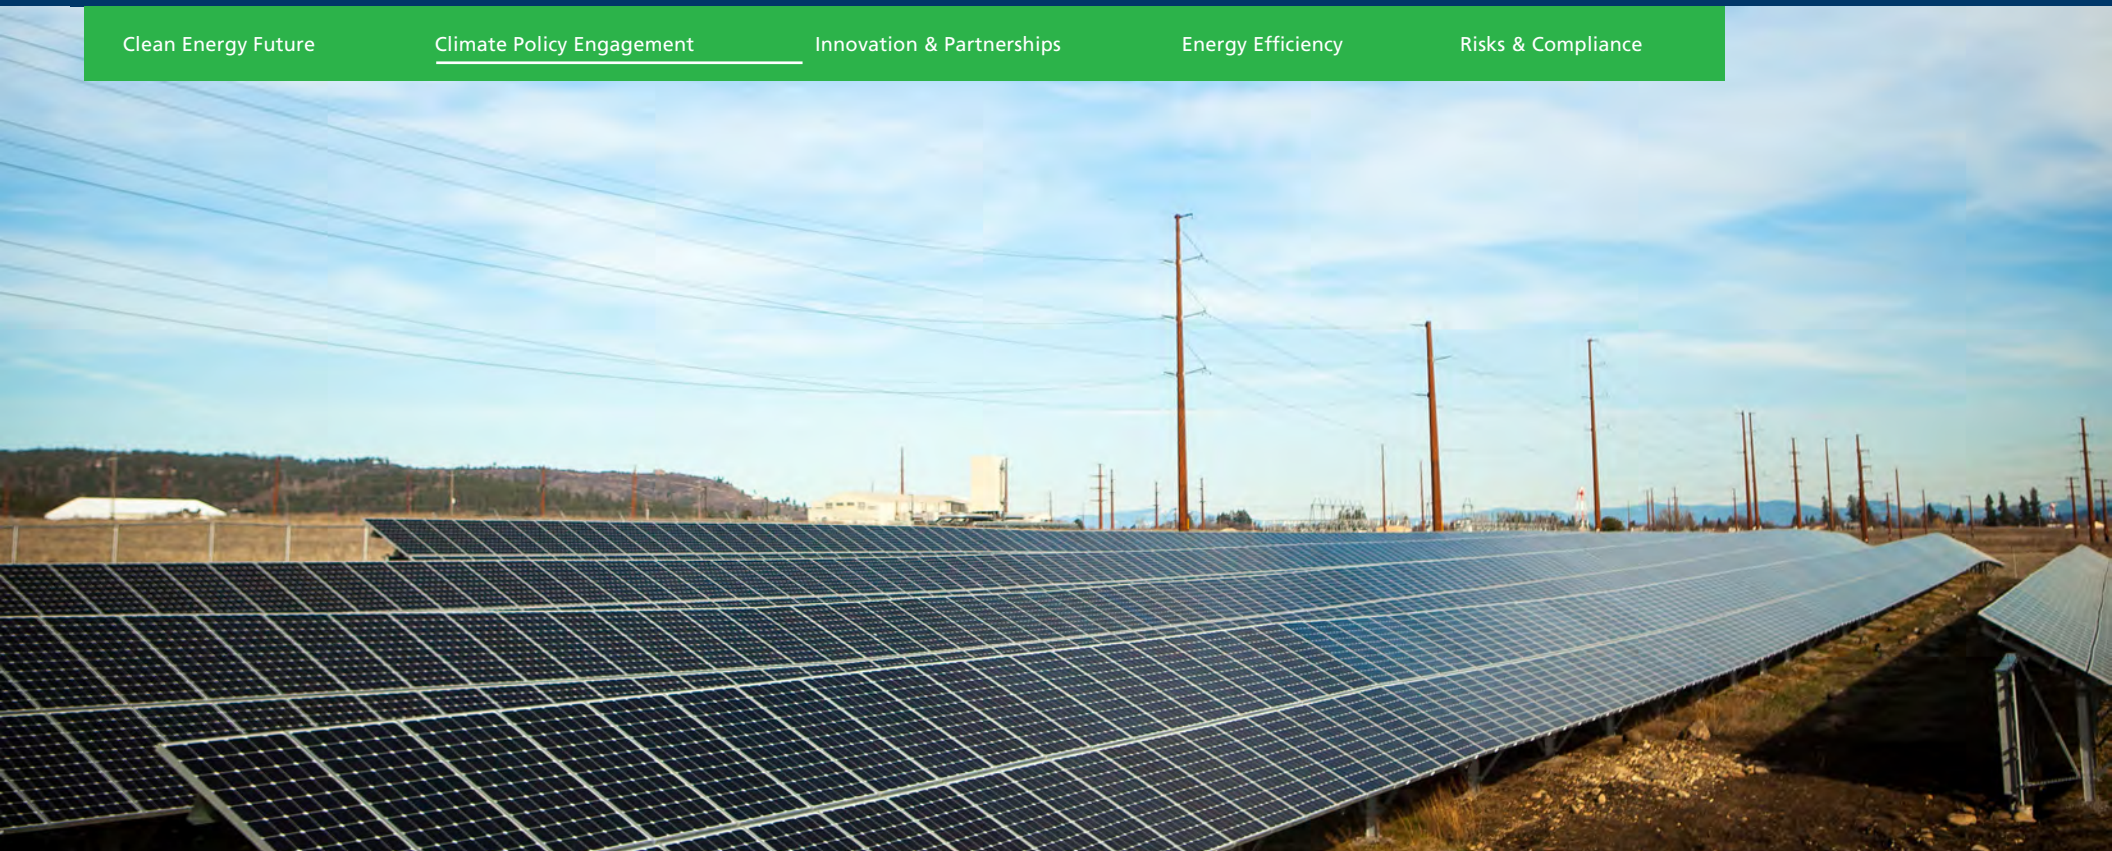 Clean Energy Future
Climate Policy Engagement
Innovation & Partnerships
Energy Efficiency
Risks & Compliance